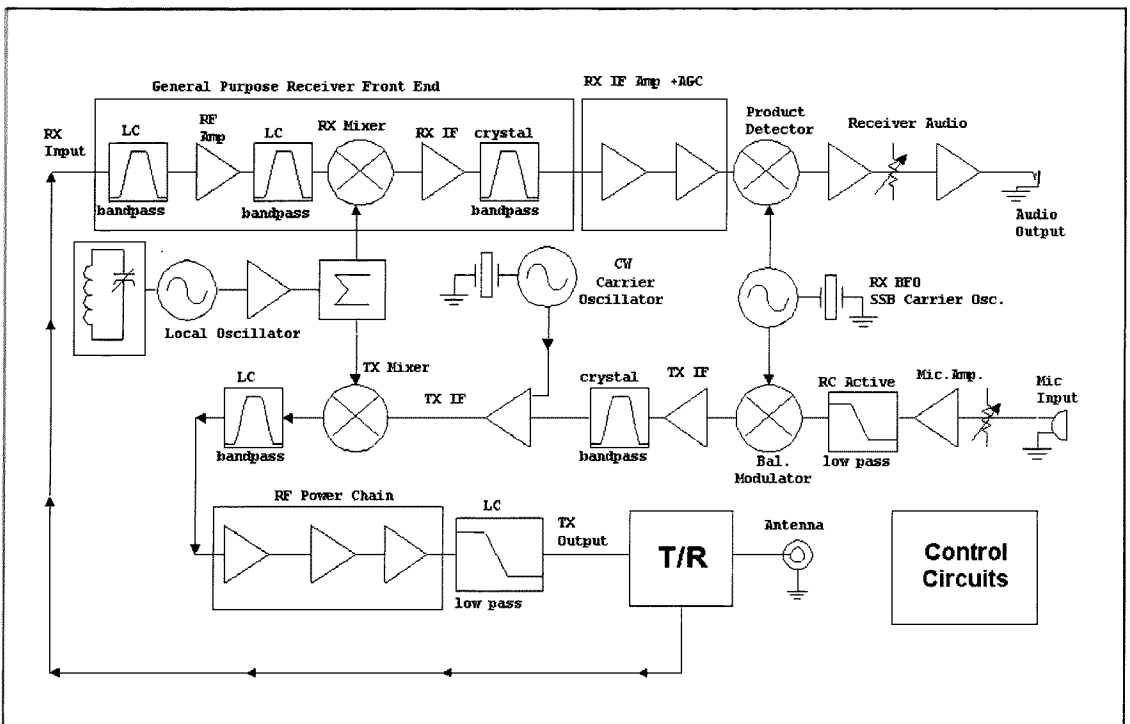 General Purpose Receiver Front End
RX IF Amp +AGC
RX
Input
LC
bandpass
RF
Amp
LC
bandpass
RX Mixer
RX IF
crystal
bandpass
Product
Detector
Receiver Audio
Audio
Output
Local Oscillator
CW
Carrier
Oscillator
RX BFO
SSB Carrier Osc.
LC
bandpass
TX Mixer
TX IF
crystal
bandpass
TX IF
Bal.
Modulator
RC Active
low pass
Mic.Amp.
Mic
Input
RF Power Chain
LC
low pass
TX
Output
T/R
Antenna
Control
Circuits